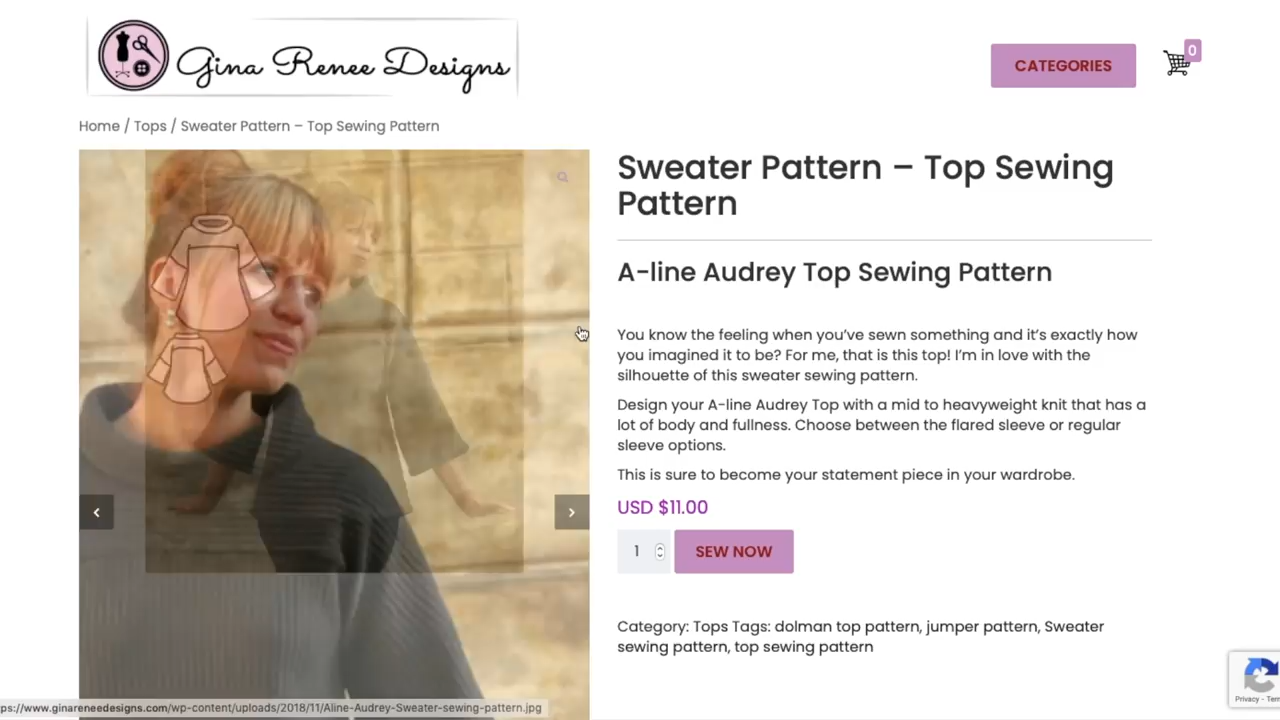 Gina Renee Designs
CATEGORIES
0
Home / Tops / Sweater Pattern – Top Sewing Pattern
Sweater Pattern – Top Sewing
Pattern
A-line Audrey Top Sewing Pattern
You know the feeling when you've sewn something and it's exactly how
you imagined it to be? For me, that is this top! I'm in love with the
silhouette of this sweater sewing pattern.
Design your A-line Audrey Top with a mid to heavyweight knit that has a
lot of body and fullness. Choose between the flared sleeve or regular
sleeve options.
This is sure to become your statement piece in your wardrobe.
USD $11.00
1
SEW NOW
Category: Tops Tags: dolman top pattern, jumper pattern, Sweater
sewing pattern, top sewing pattern
Privacy - Tern
ps://www.ginareneedesigns.com/wp-content/uploads/2018/11/Aline-Audrey-Sweater-sewing-pattern.jpg